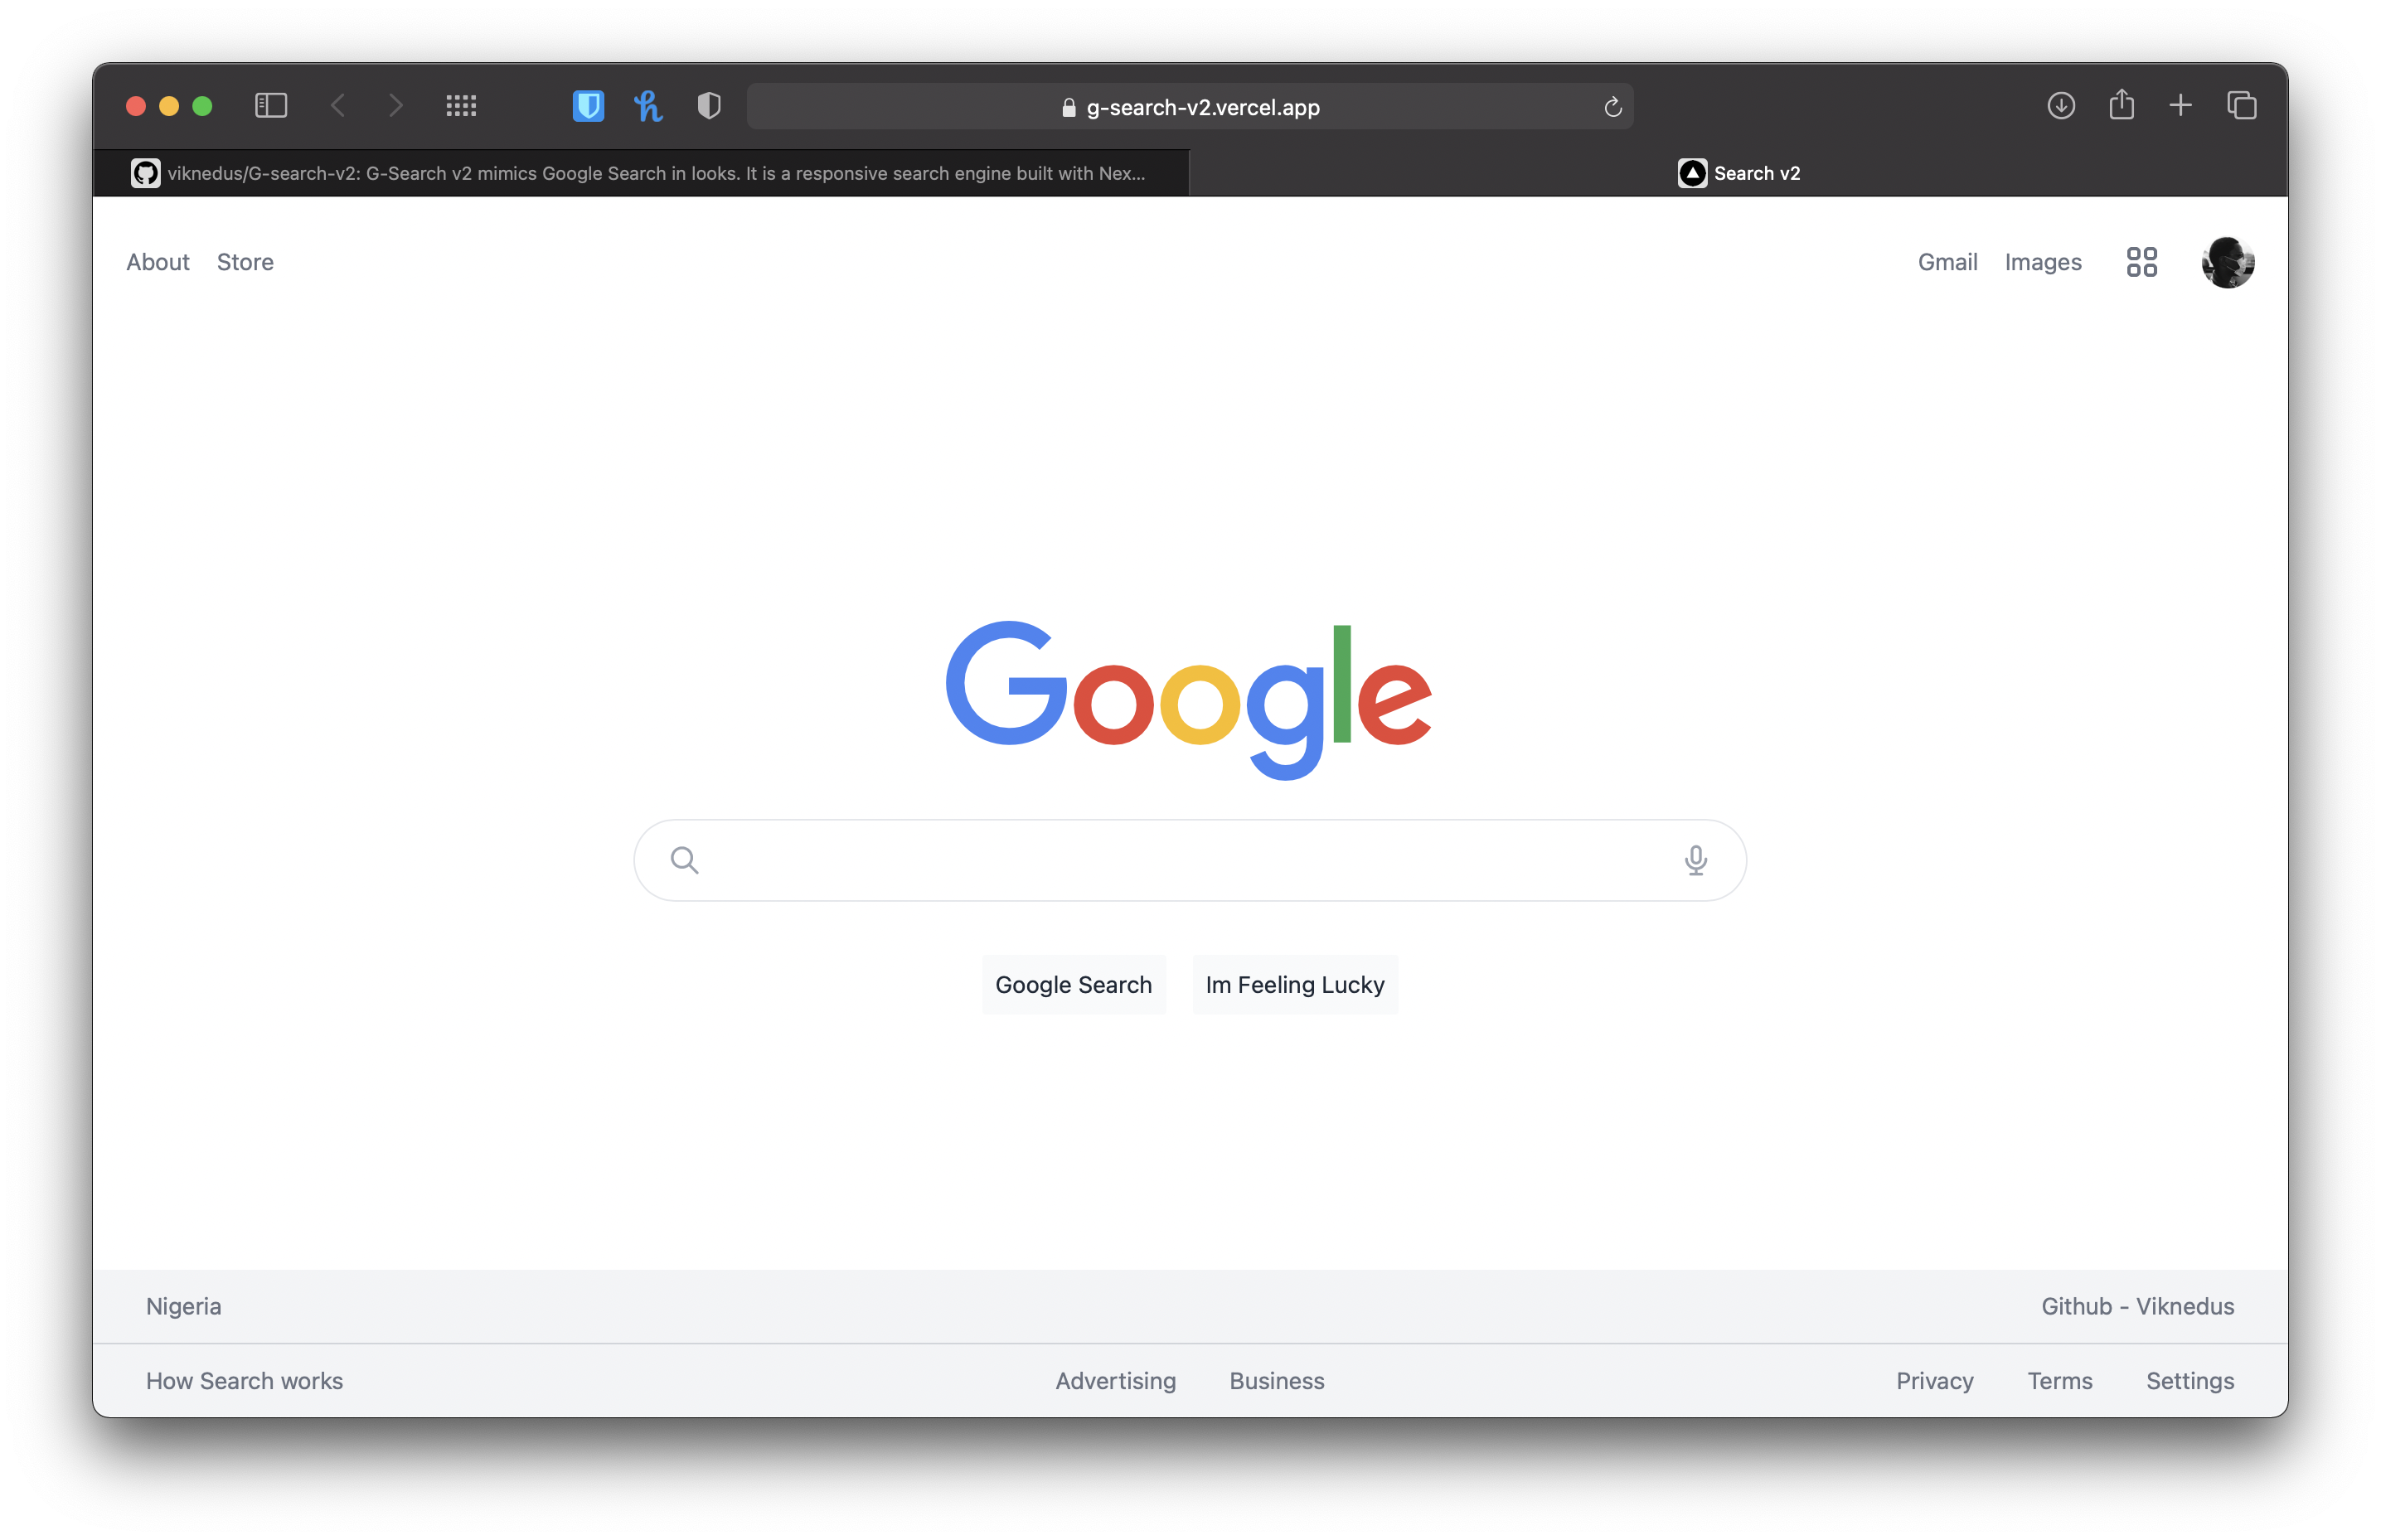 g-search-v2.vercel.app
viknedus/G-search-v2: G-Search v2 mimics Google Search in looks. It is a responsive search engine built with Nex...
Search v2
About Store
Gmail Images
Google
Google Search
Im Feeling Lucky
Nigeria
Github - Viknedus
How Search works
Advertising Business
Privacy Terms Settings